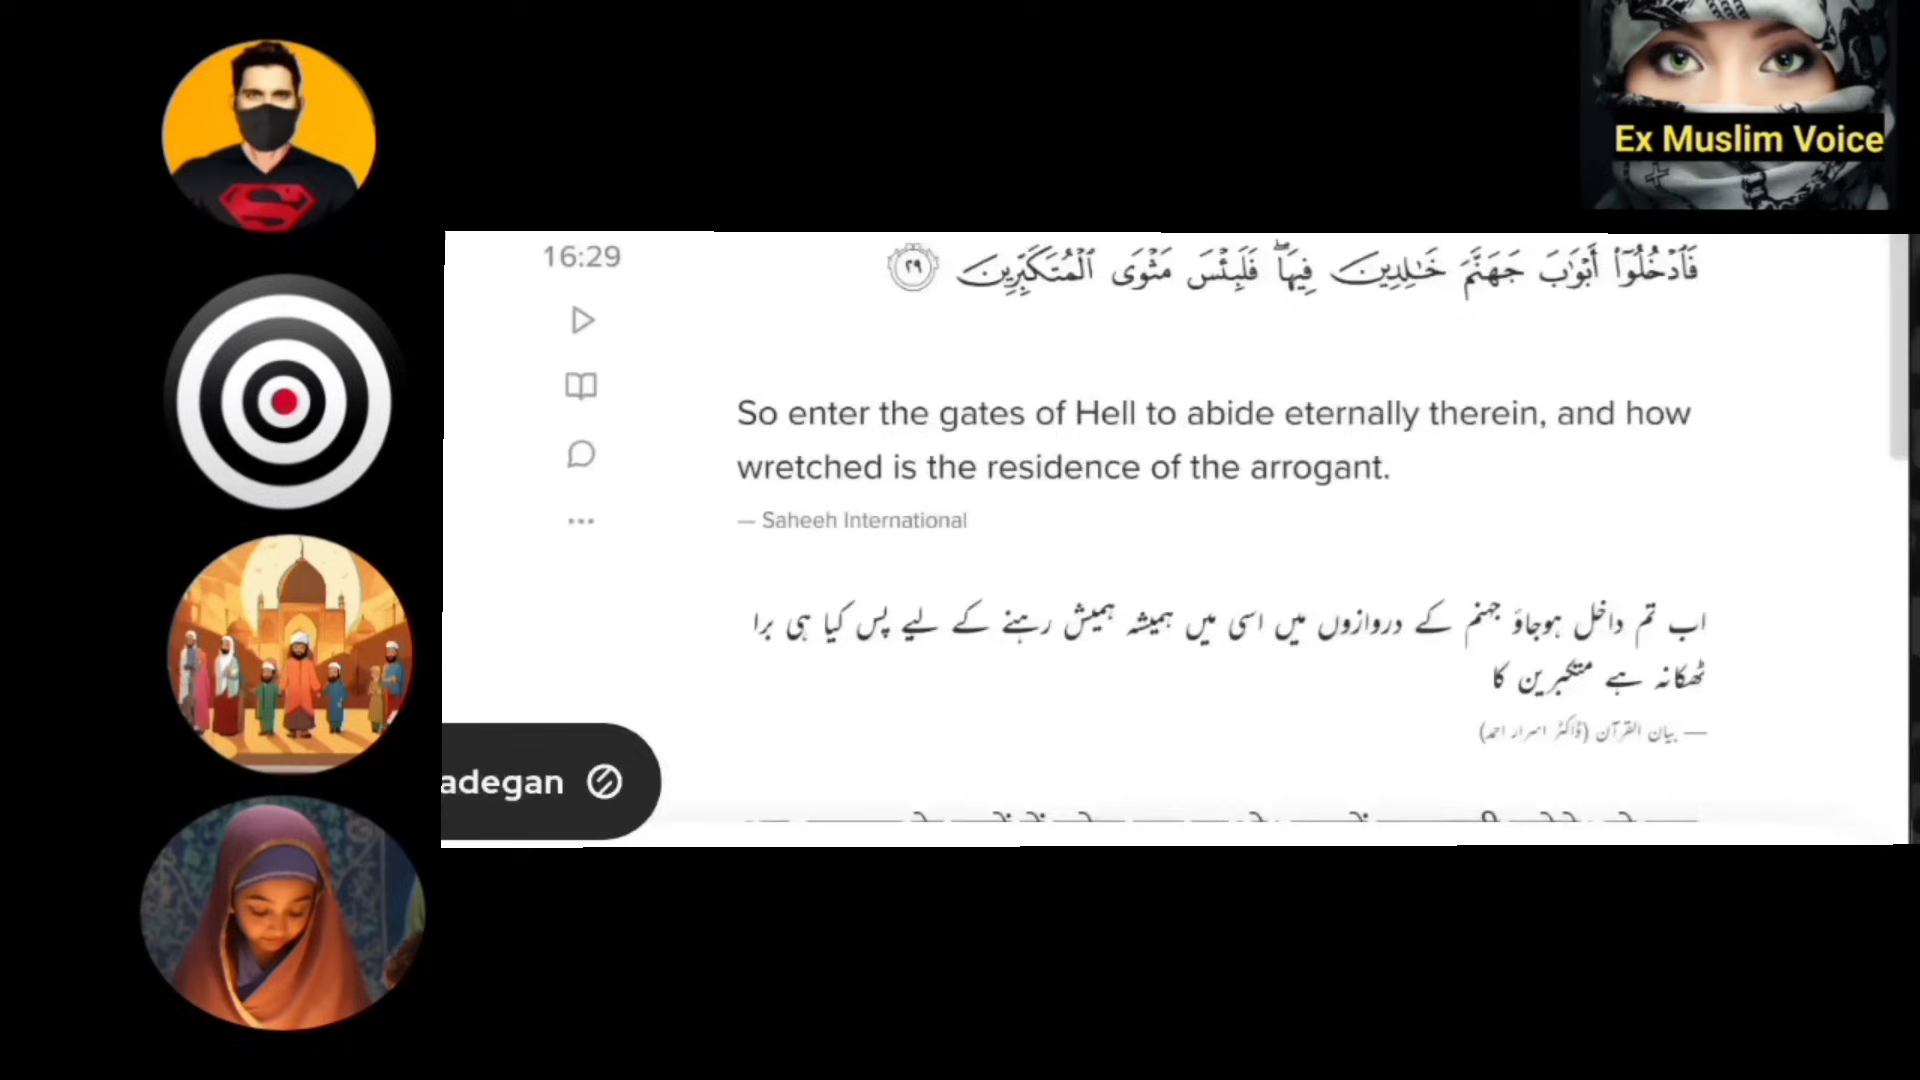 Ex Muslim Voice
16:29
فَٱدْخُلُوٓا۟ أَبْوَٰبَ جَهَنَّمَ خَـٰلِدِينَ فِيهَا ۖ فَلَبِئْسَ مَثْوَى ٱلْمُتَكَبِّرِينَ ٢٩
So enter the gates of Hell to abide eternally therein, and how
wretched is the residence of the arrogant.
— Saheeh International
اب تم داخل ہوجاؤ جہنم کے دروازوں میں اسی میں ہمیشہ ہمیش رہنے کے لیے پس کیا ہی برا
ٹھکانہ ہے متکبرین کا
— بیان القرآن (ڈاکٹر اسرار احمد)
adegan